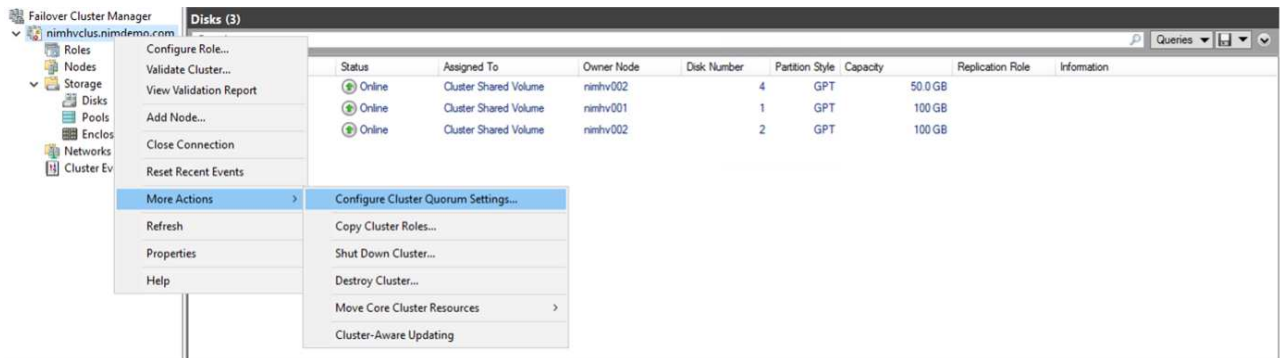 Failover Cluster Manager
nimhvclus.nimdemo.com
Roles
Nodes
Storage
Disks
Pools
Enclos
Networks
Cluster Ev
Configure Role...
Validate Cluster...
View Validation Report
Add Node...
Close Connection
Reset Recent Events
More Actions
Refresh
Properties
Help
Configure Cluster Quorum Settings...
Copy Cluster Roles...
Shut Down Cluster...
Destroy Cluster...
Move Core Cluster Resources
Cluster-Aware Updating
Disks (3)
Queries
Status Assigned To Owner Node Disk Number Partition Style Capacity Replication Role Information
Online Cluster Shared Volume nimhv002 4 GPT 50.0 GB
Online Cluster Shared Volume nimhv001 1 GPT 100 GB
Online Cluster Shared Volume nimhv002 2 GPT 100 GB